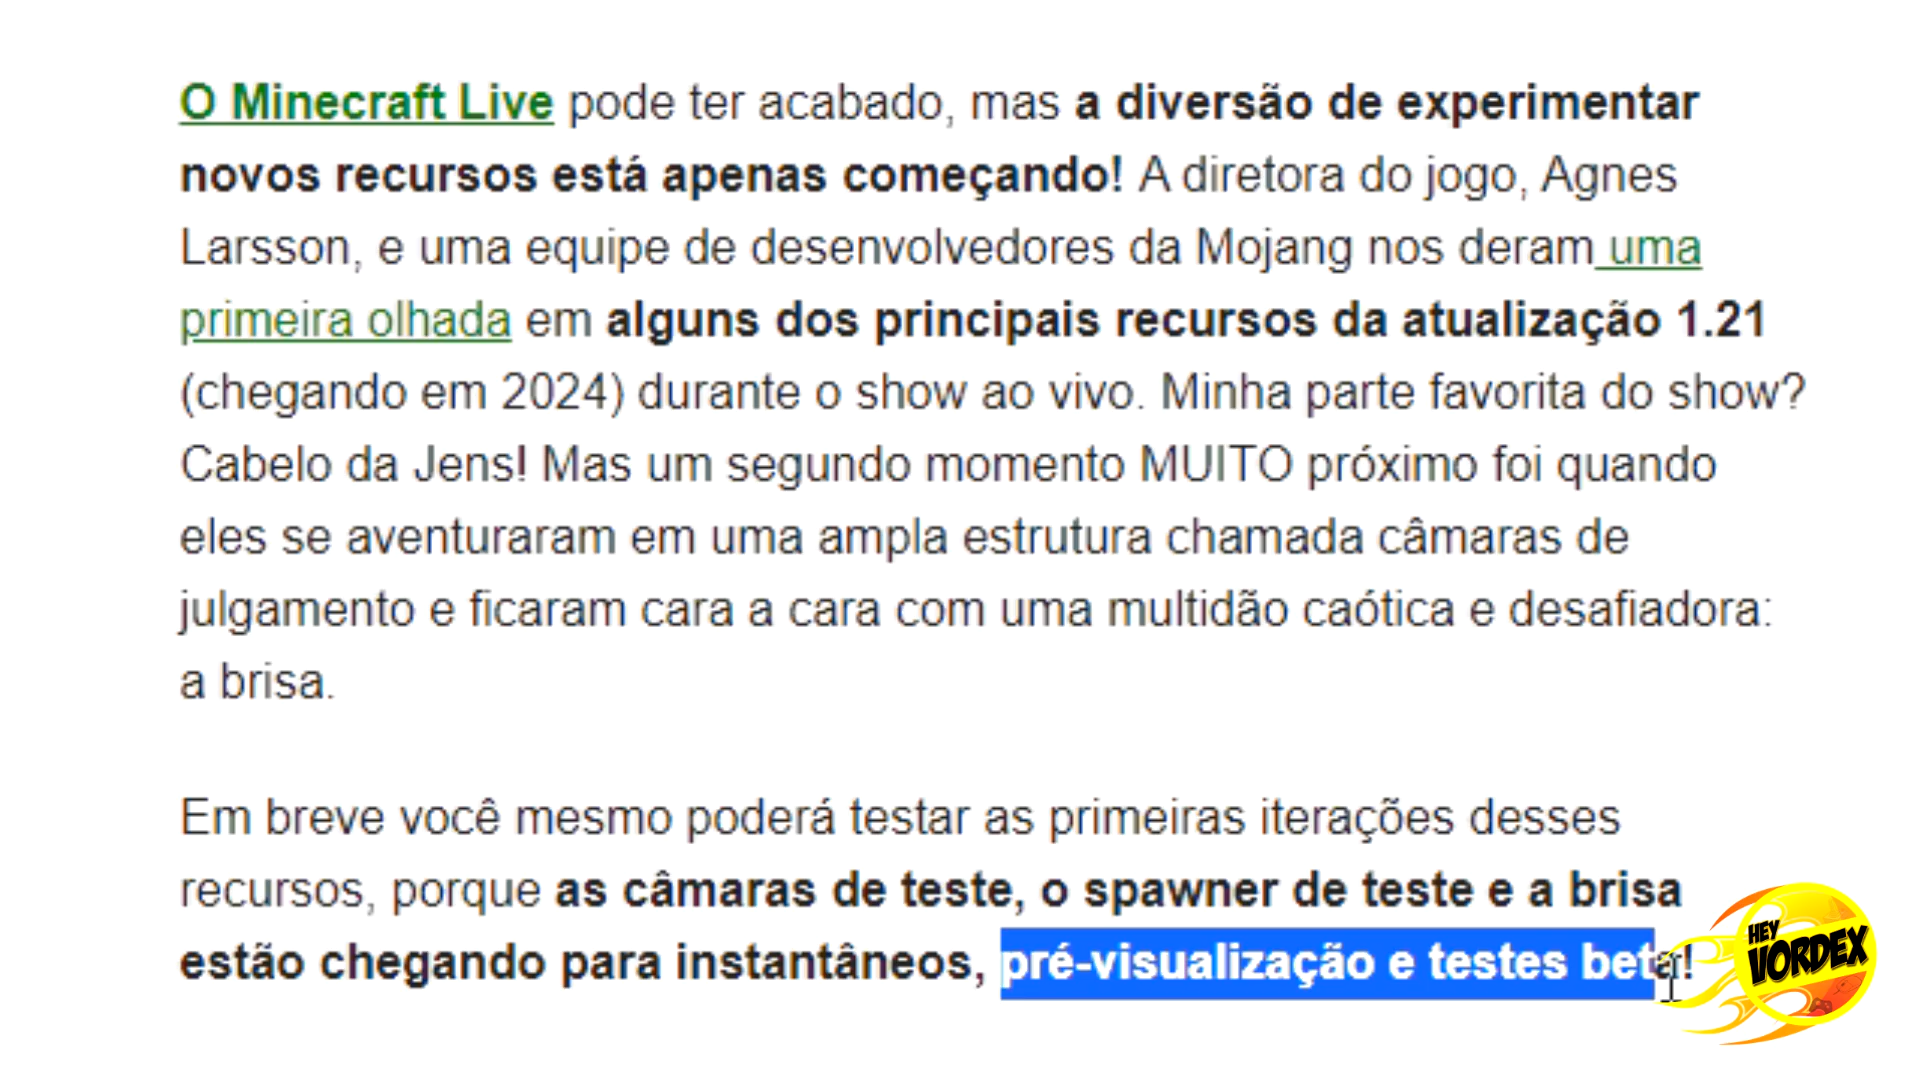 O Minecraft Live pode ter acabado, mas a diversão de experimentar
novos recursos está apenas começando! A diretora do jogo, Agnes
Larsson, e uma equipe de desenvolvedores da Mojang nos deram uma
primeira olhada em alguns dos principais recursos da atualização 1.21
(chegando em 2024) durante o show ao vivo. Minha parte favorita do show?
Cabelo da Jens! Mas um segundo momento MUITO próximo foi quando
eles se aventuraram em uma ampla estrutura chamada câmaras de
julgamento e ficaram cara a cara com uma multidão caótica e desafiadora:
a brisa.
Em breve você mesmo poderá testar as primeiras iterações desses
recursos, porque as câmaras de teste, o spawner de teste e a brisa
estão chegando para instantâneos, pré-visualização e testes beta!
HEY
VORDEX